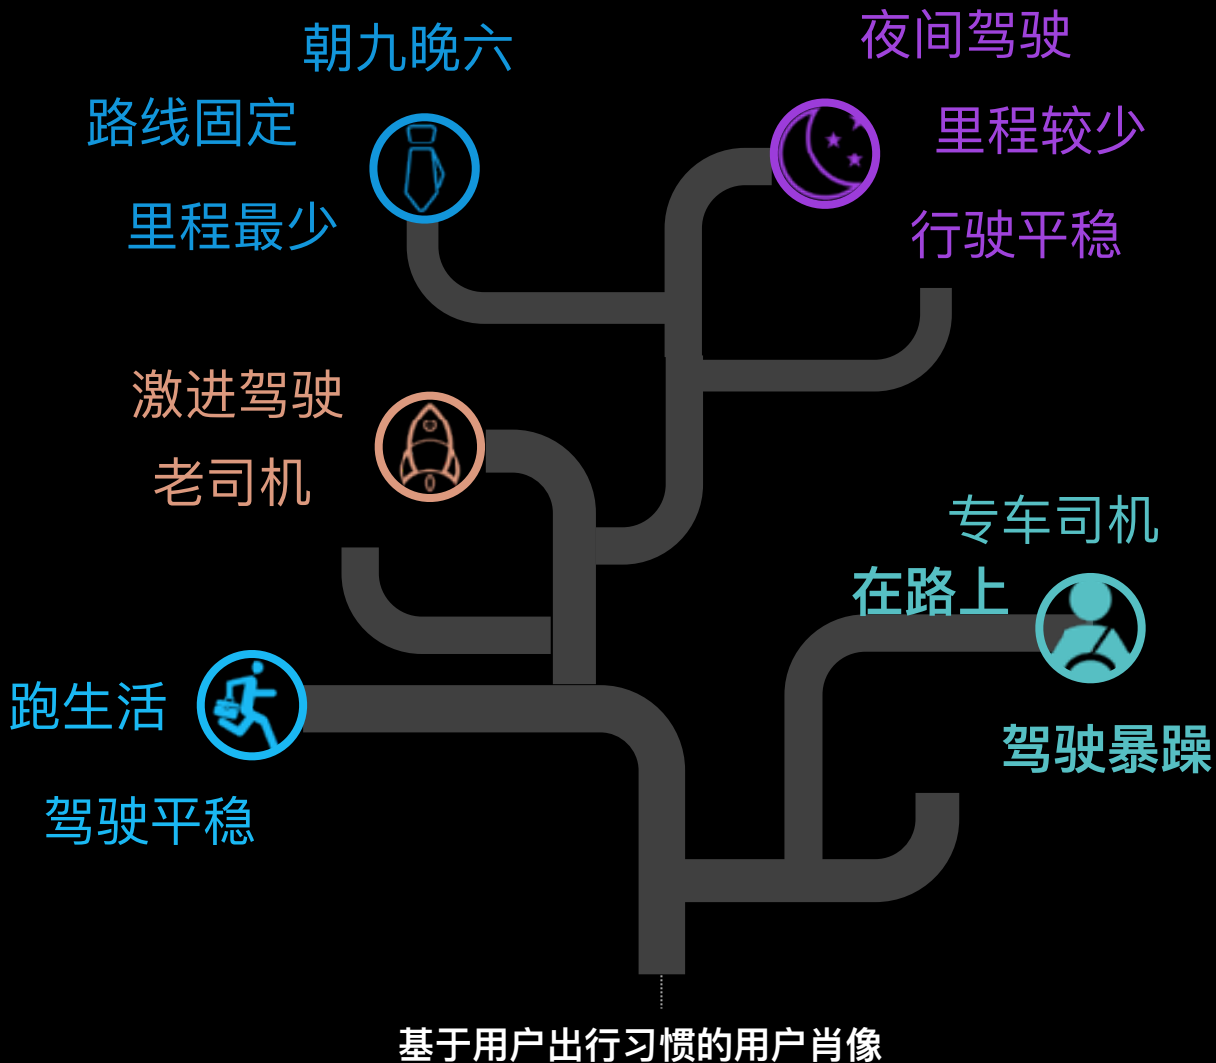 朝九晚六
路线固定
里程最少
夜间驾驶
里程较少
行驶平稳
激进驾驶
老司机
专车司机
在路上
驾驶暴躁
跑生活
驾驶平稳
基于用户出行习惯的用户肖像